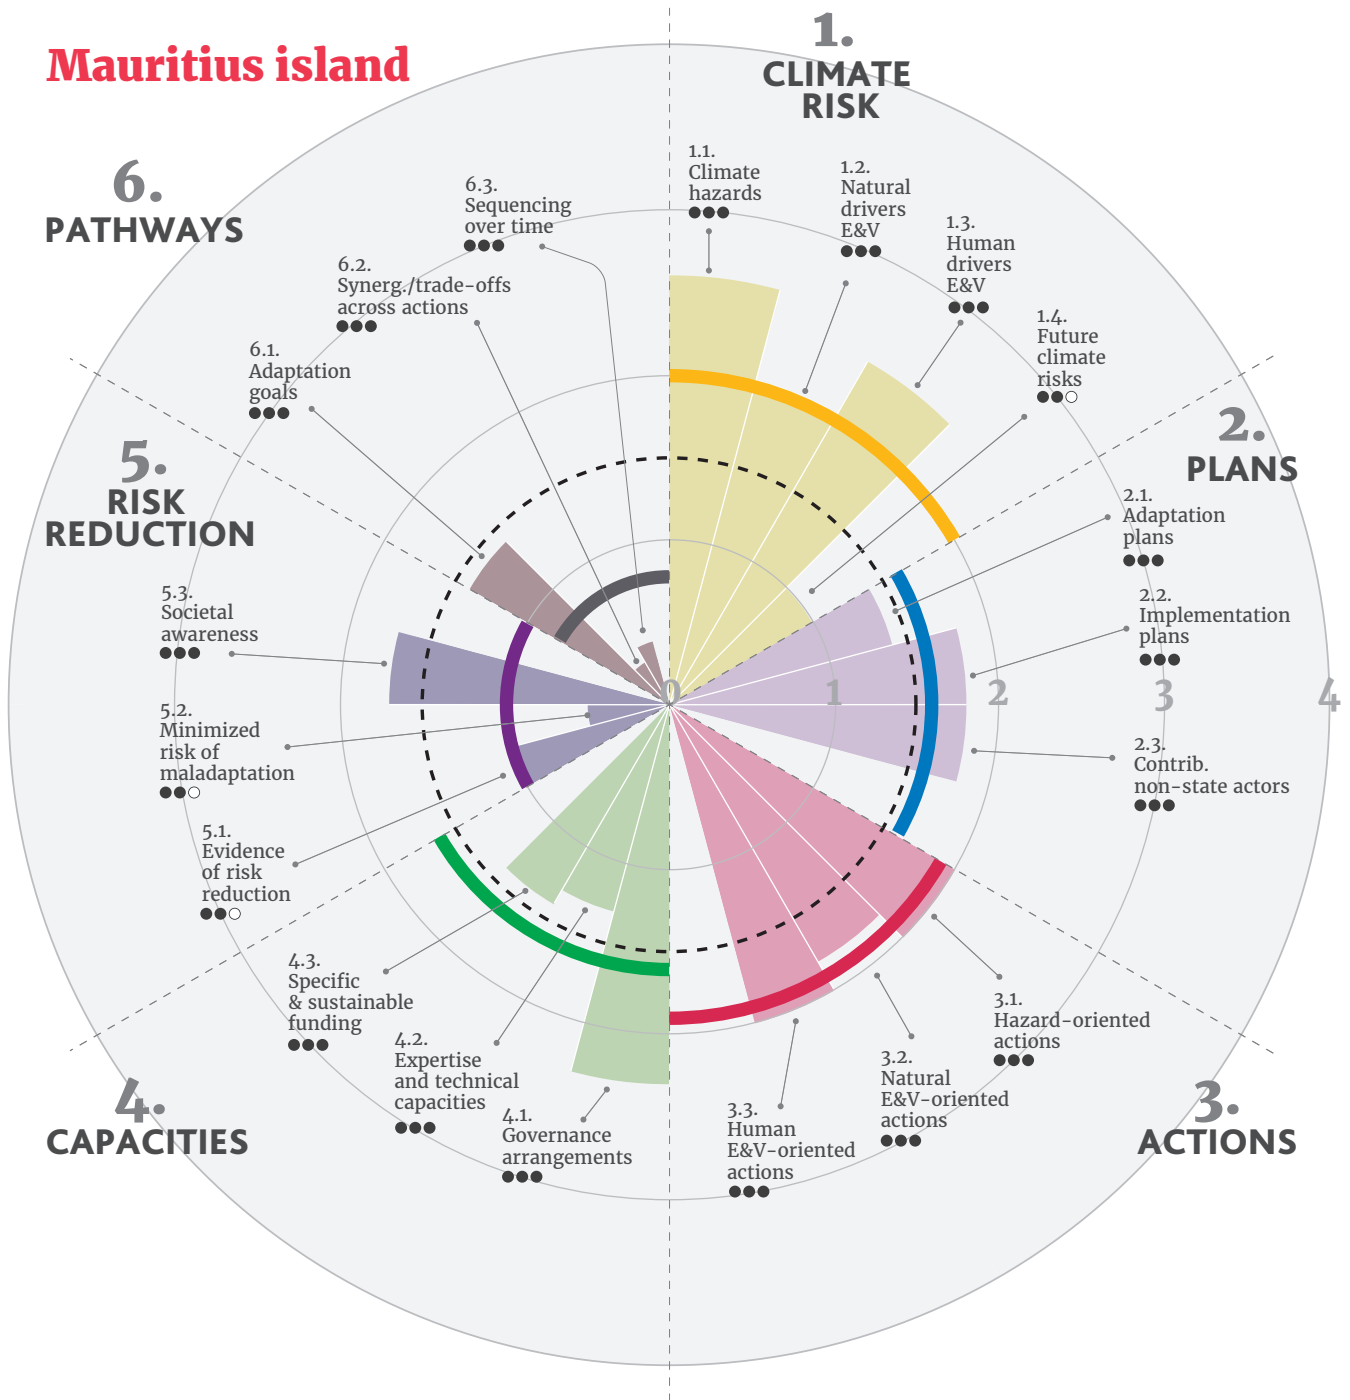 Mauritius island
1.
CLIMATE
RISK
1.1.
Climate
hazards
1.2.
Natural
drivers
E&V
1.3.
Human
drivers
E&V
1.4.
Future
climate
risks
2.
PLANS
2.1.
Adaptation
plans
2.2.
Implementation
plans
2.3.
Contrib.
non-state actors
0
1
2
3
4
3.
ACTIONS
3.1.
Hazard-oriented
actions
3.2.
Natural
E&V-oriented
actions
3.3.
Human
E&V-oriented
actions
4.
CAPACITIES
4.1.
Governance
arrangements
4.2.
Expertise
and technical
capacities
4.3.
Specific
& sustainable
funding
5.
RISK
REDUCTION
5.1.
Evidence
of risk
reduction
5.2.
Minimized
risk of
maladaptation
5.3.
Societal
awareness
6.
PATHWAYS
6.1.
Adaptation
goals
6.2.
Synerg./trade-offs
across actions
6.3.
Sequencing
over time